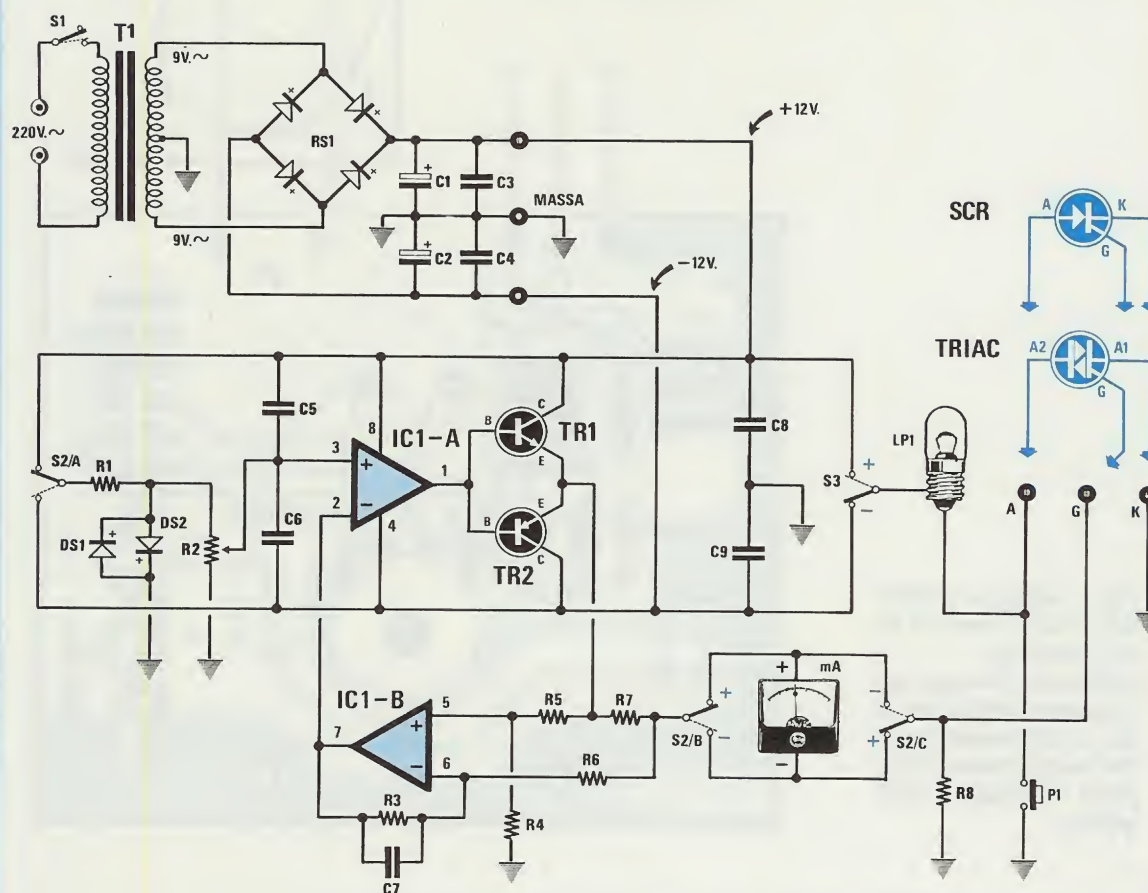 S1
T1
9V.~
220V.~
RS1
9V.~
+
C1
C3
MASSA
+
C2
C4
+12V.
-12V.
SCR
A
K
G
TRIAC
A2
A1
G
S2/A
R1
DS1
+
DS2
+
R2
C5
C6
3
+
2
-
8
IC1-A
1
4
B
C
TR1
E
E
B
C
TR2
C8
C9
S3
+
-
LP1
A
G
K
IC1-B
7
5
+
6
-
R3
C7
R5
R7
R6
R4
+
S2/B
-
+
mA
-
-
S2/C
+
R8
P1